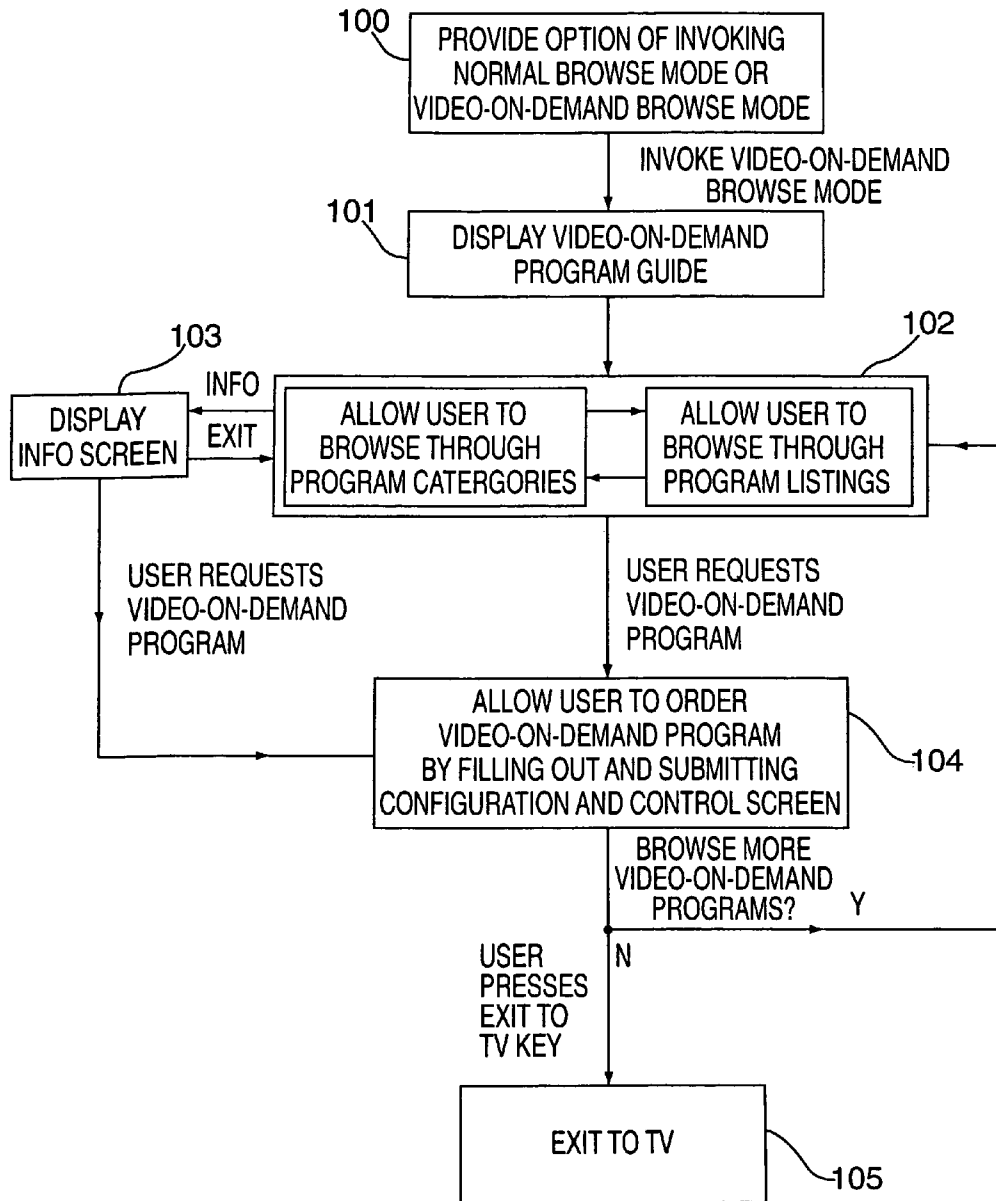 100
PROVIDE OPTION OF INVOKING
NORMAL BROWSE MODE OR
VIDEO-ON-DEMAND BROWSE MODE
INVOKE VIDEO-ON-DEMAND
BROWSE MODE
101
DISPLAY VIDEO-ON-DEMAND
PROGRAM GUIDE
102
103
DISPLAY
INFO SCREEN
INFO
EXIT
ALLOW USER TO
BROWSE THROUGH
PROGRAM CATERGORIES
ALLOW USER TO
BROWSE THROUGH
PROGRAM LISTINGS
USER REQUESTS
VIDEO-ON-DEMAND
PROGRAM
USER REQUESTS
VIDEO-ON-DEMAND
PROGRAM
ALLOW USER TO ORDER
VIDEO-ON-DEMAND PROGRAM
BY FILLING OUT AND SUBMITTING
CONFIGURATION AND CONTROL SCREEN
104
BROWSE MORE
VIDEO-ON-DEMAND
PROGRAMS?
Y
N
USER
PRESSES
EXIT TO
TV KEY
EXIT TO TV
105